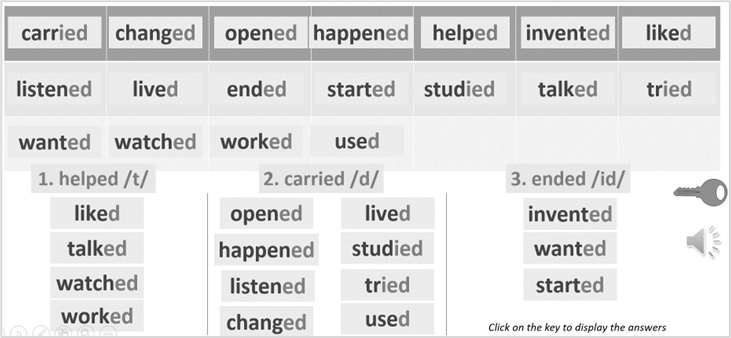 carried changed opened happened helped invented liked
listened lived ended started studied talked tried
wanted watched worked used
1. helped /t/ 2. carried /d/ 3. ended /id/
liked opened lived invented
talked happened studied wanted
watched listened tried started
worked changed used
Click on the key to display the answers